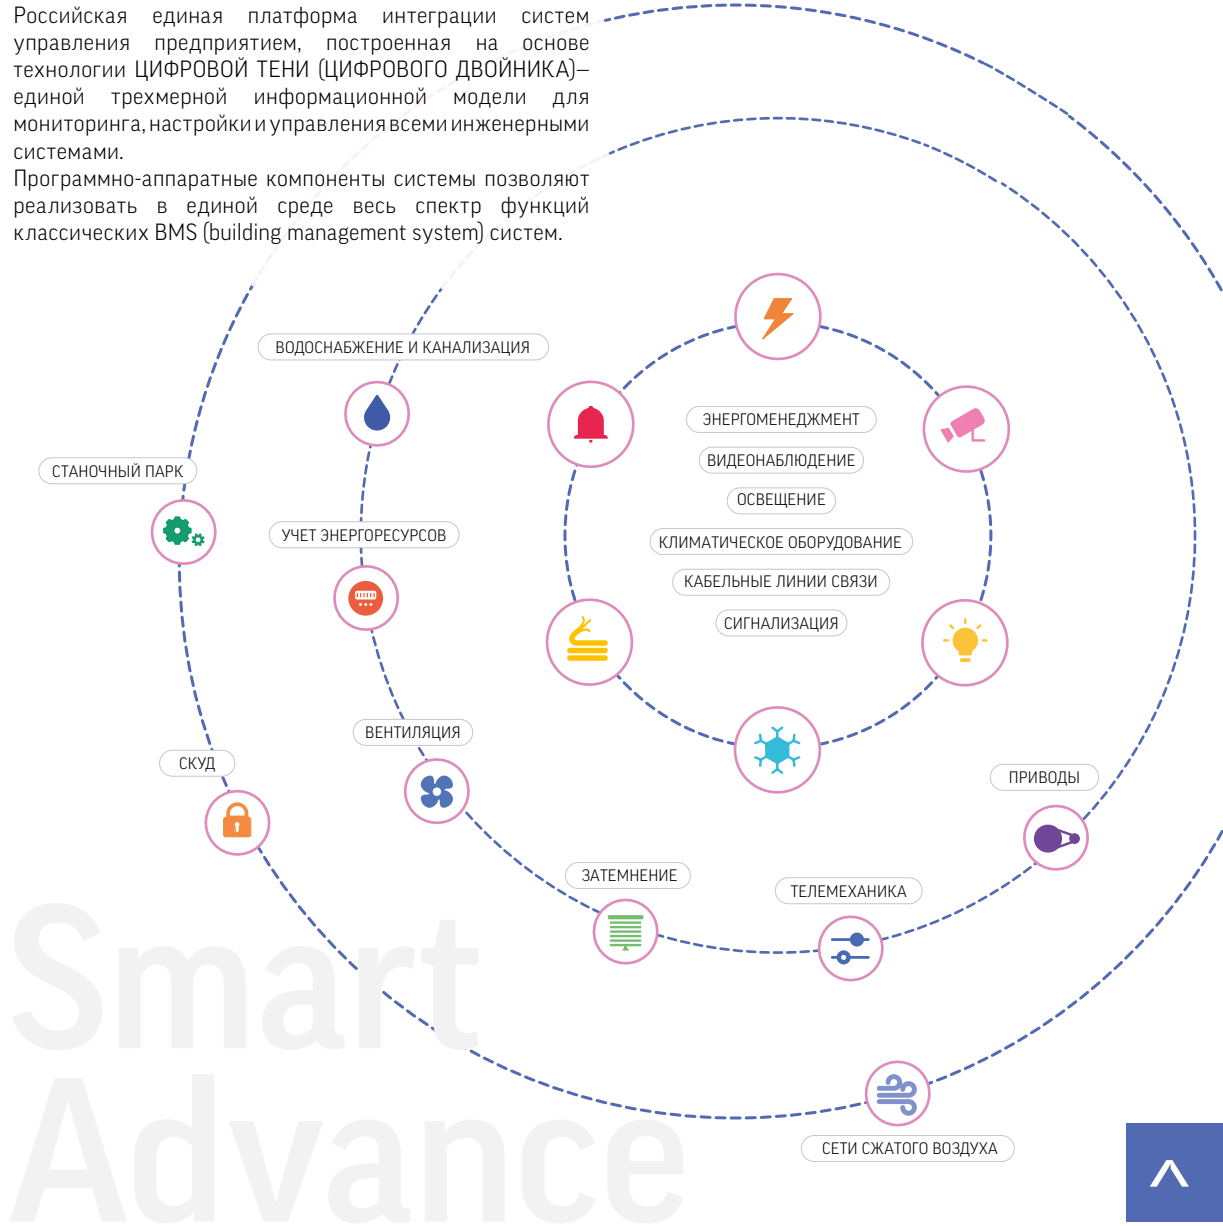 Российская единая платформа интеграции систем
управления предприятием, построенная на основе
технологии ЦИФРОВОЙ ТЕНИ (ЦИФРОВОГО ДВОЙНИКА)–
единой трехмерной информационной модели для
мониторинга, настройки и управления всеми инженерными
системами.
Программно-аппаратные компоненты системы позволяют
реализовать в единой среде весь спектр функций
классических BMS (building management system) систем.
ВОДОСНАБЖЕНИЕ И КАНАЛИЗАЦИЯ
СТАНОЧНЫЙ ПАРК
УЧЕТ ЭНЕРГОРЕСУРСОВ
ЭНЕРГОМЕНЕДЖМЕНТ
ВИДЕОНАБЛЮДЕНИЕ
ОСВЕЩЕНИЕ
КЛИМАТИЧЕСКОЕ ОБОРУДОВАНИЕ
КАБЕЛЬНЫЕ ЛИНИИ СВЯЗИ
СИГНАЛИЗАЦИЯ
ВЕНТИЛЯЦИЯ
СКУД
ПРИВОДЫ
ЗАТЕМНЕНИЕ
ТЕЛЕМЕХАНИКА
СЕТИ СЖАТОГО ВОЗДУХА
Smart
Advance